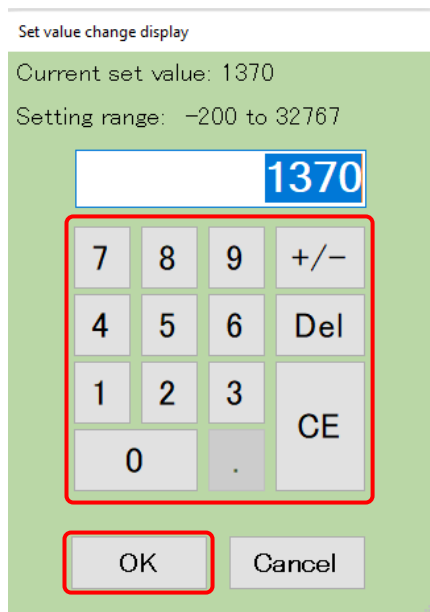 Set value change display
Current set value: 1370
Setting range: -200 to 32767
1370
7 8 9 +/-
4 5 6 Del
1 2 3 CE
0 .
OK Cancel